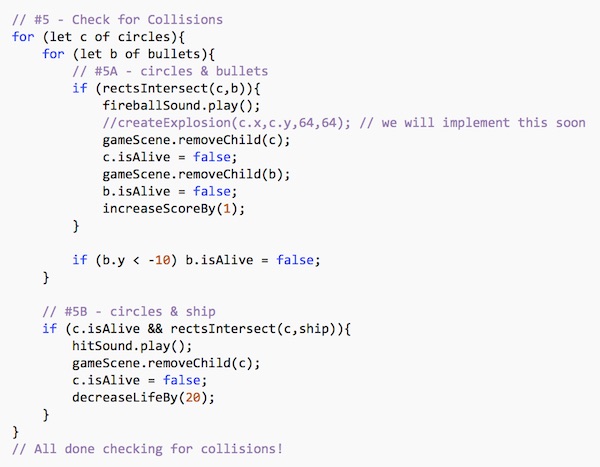 // #5 - Check for Collisions
for (let c of circles){
    for (let b of bullets){
        // #5A - circles & bullets
        if (rectsIntersect(c,b)){
            fireballSound.play();
            //createExplosion(c.x,c.y,64,64); // we will implement this soon
            gameScene.removeChild(c);
            c.isAlive = false;
            gameScene.removeChild(b);
            b.isAlive = false;
            increaseScoreBy(1);
        }

        if (b.y < -10) b.isAlive = false;
    }

    // #5B - circles & ship
    if (c.isAlive && rectsIntersect(c,ship)){
        hitSound.play();
        gameScene.removeChild(c);
        c.isAlive = false;
        decreaseLifeBy(20);
    }
}
// All done checking for collisions!